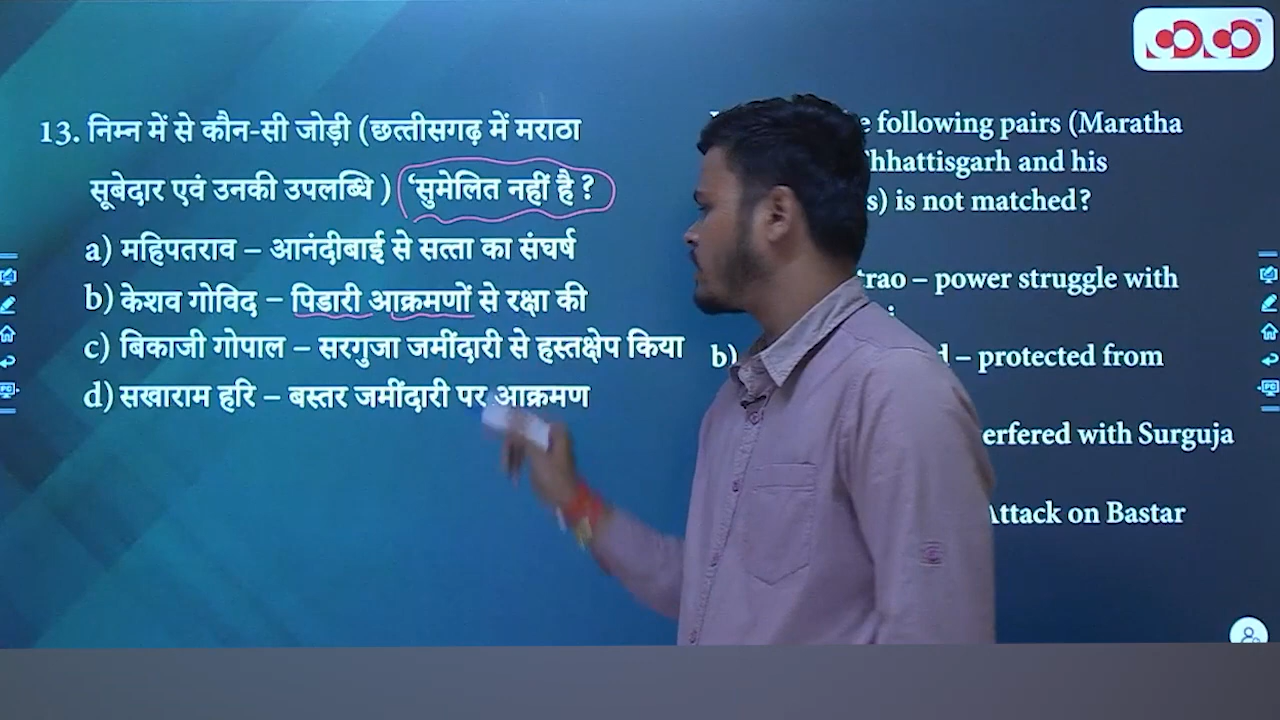 13. निम्न में से कौन-सी जोड़ी (छत्तीसगढ़ में मराठा
सूबेदार एवं उनकी उपलब्धि ) 'सुमेलित नहीं है ?
a) महिपतराव – आनंदीबाई से सत्ता का संघर्ष
b) केशव गोविद – पिडारी आक्रमणों से रक्षा की
c) बिकाजी गोपाल – सरगुजा जमींदारी से हस्तक्षेप किया
d) सखाराम हरि – बस्तर जमींदारी पर आक्रमण
following pairs (Maratha
hhattisgarh and his
s) is not matched?
trao – power struggle with
b) d – protected from
erfered with Surguja
Attack on Bastar